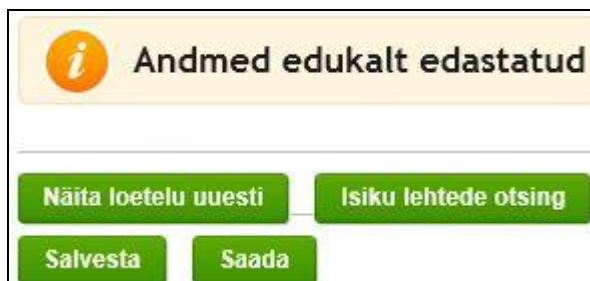 Andmed edukalt edastatud
Näita loetelu uuesti Isiku lehtede otsing
Salvesta Saada